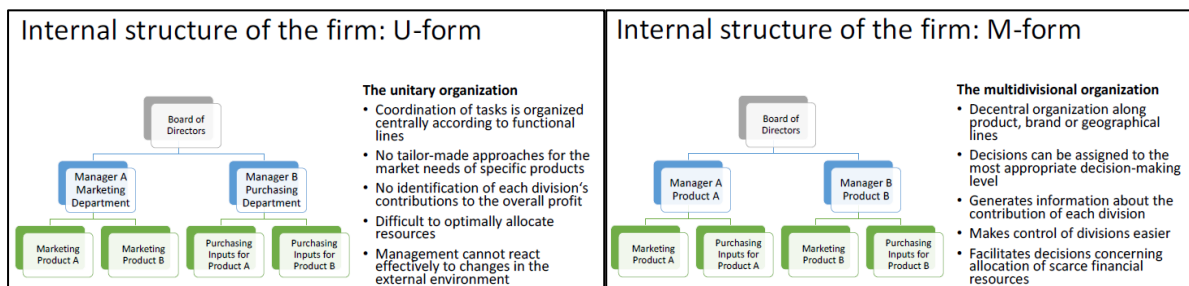 Internal structure of the firm: U-form
Board of
Directors
Manager A
Marketing
Department
Manager B
Purchasing
Department
Marketing
Product A
Marketing
Product B
Purchasing
Inputs for
Product A
Purchasing
Inputs for
Product B
The unitary organization
• Coordination of tasks is organized
centrally according to functional
lines
• No tailor-made approaches for the
market needs of specific products
• No identification of each division‘s
contributions to the overall profit
• Difficult to optimally allocate
resources
• Management cannot react
effectively to changes in the
external environment
Internal structure of the firm: M-form
Board of
Directors
Manager A
Product A
Manager B
Product B
Marketing
Product A
Purchasing
Inputs for
Product A
Marketing
Product B
Purchasing
Inputs for
Product B
The multidivisional organization
• Decentral organization along
product, brand or geographical
lines
• Decisions can be assigned to the
most appropriate decision-making
level
• Generates information about the
contribution of each division
• Makes control of divisions easier
• Facilitates decisions concerning
allocation of scarce financial
resources